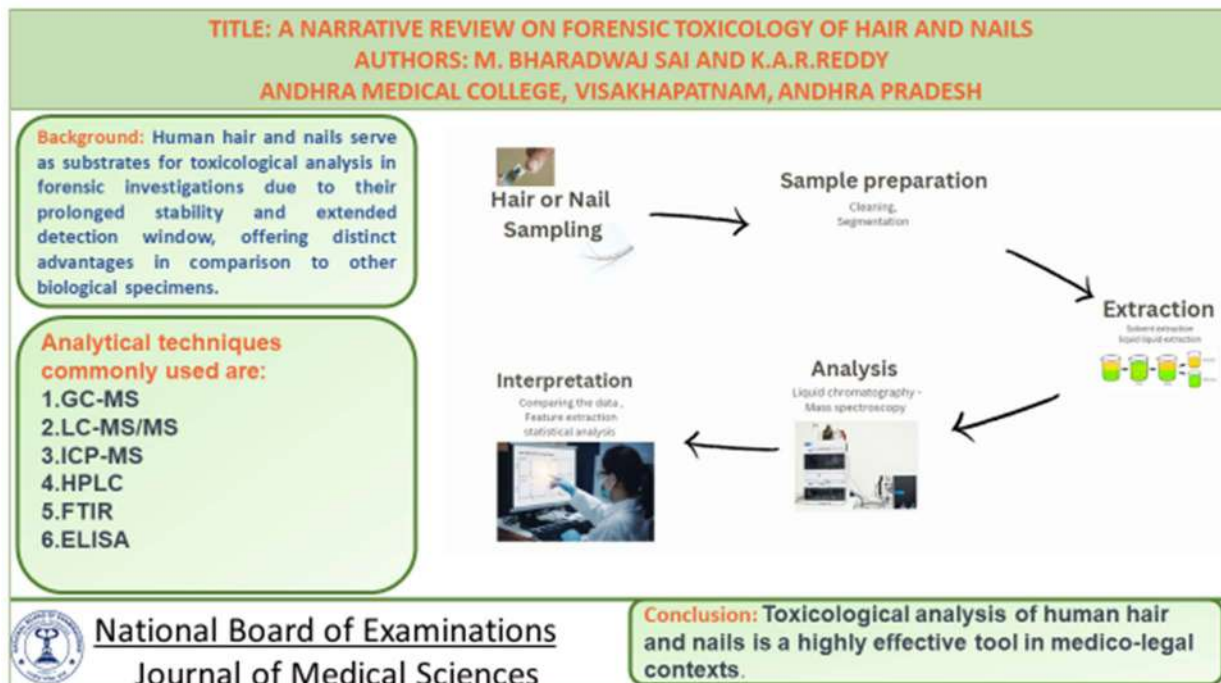 TITLE: A NARRATIVE REVIEW ON FORENSIC TOXICOLOGY OF HAIR AND NAILS
AUTHORS: M. BHARADWAJ SAI AND K.A.R.REDDY
ANDHRA MEDICAL COLLEGE, VISAKHAPATNAM, ANDHRA PRADESH
Background: Human hair and nails serve
as substrates for toxicological analysis in
forensic investigations due to their
prolonged stability and extended
detection window, offering distinct
advantages in comparison to other
biological specimens.
Analytical techniques
commonly used are:
1.GC-MS
2.LC-MS/MS
3.ICP-MS
4.HPLC
5.FTIR
6.ELISA
Hair or Nail
Sampling
Sample preparation
Cleaning,
Segmentation
Extraction
Solvent extraction
liquid liquid extraction
Analysis
Liquid chromatography -
Mass spectroscopy
Interpretation
Comparing the data ,
Feature extraction
statistical analysis
National Board of Examinations
Journal of Medical Sciences
Conclusion: Toxicological analysis of human hair
and nails is a highly effective tool in medico-legal
contexts.